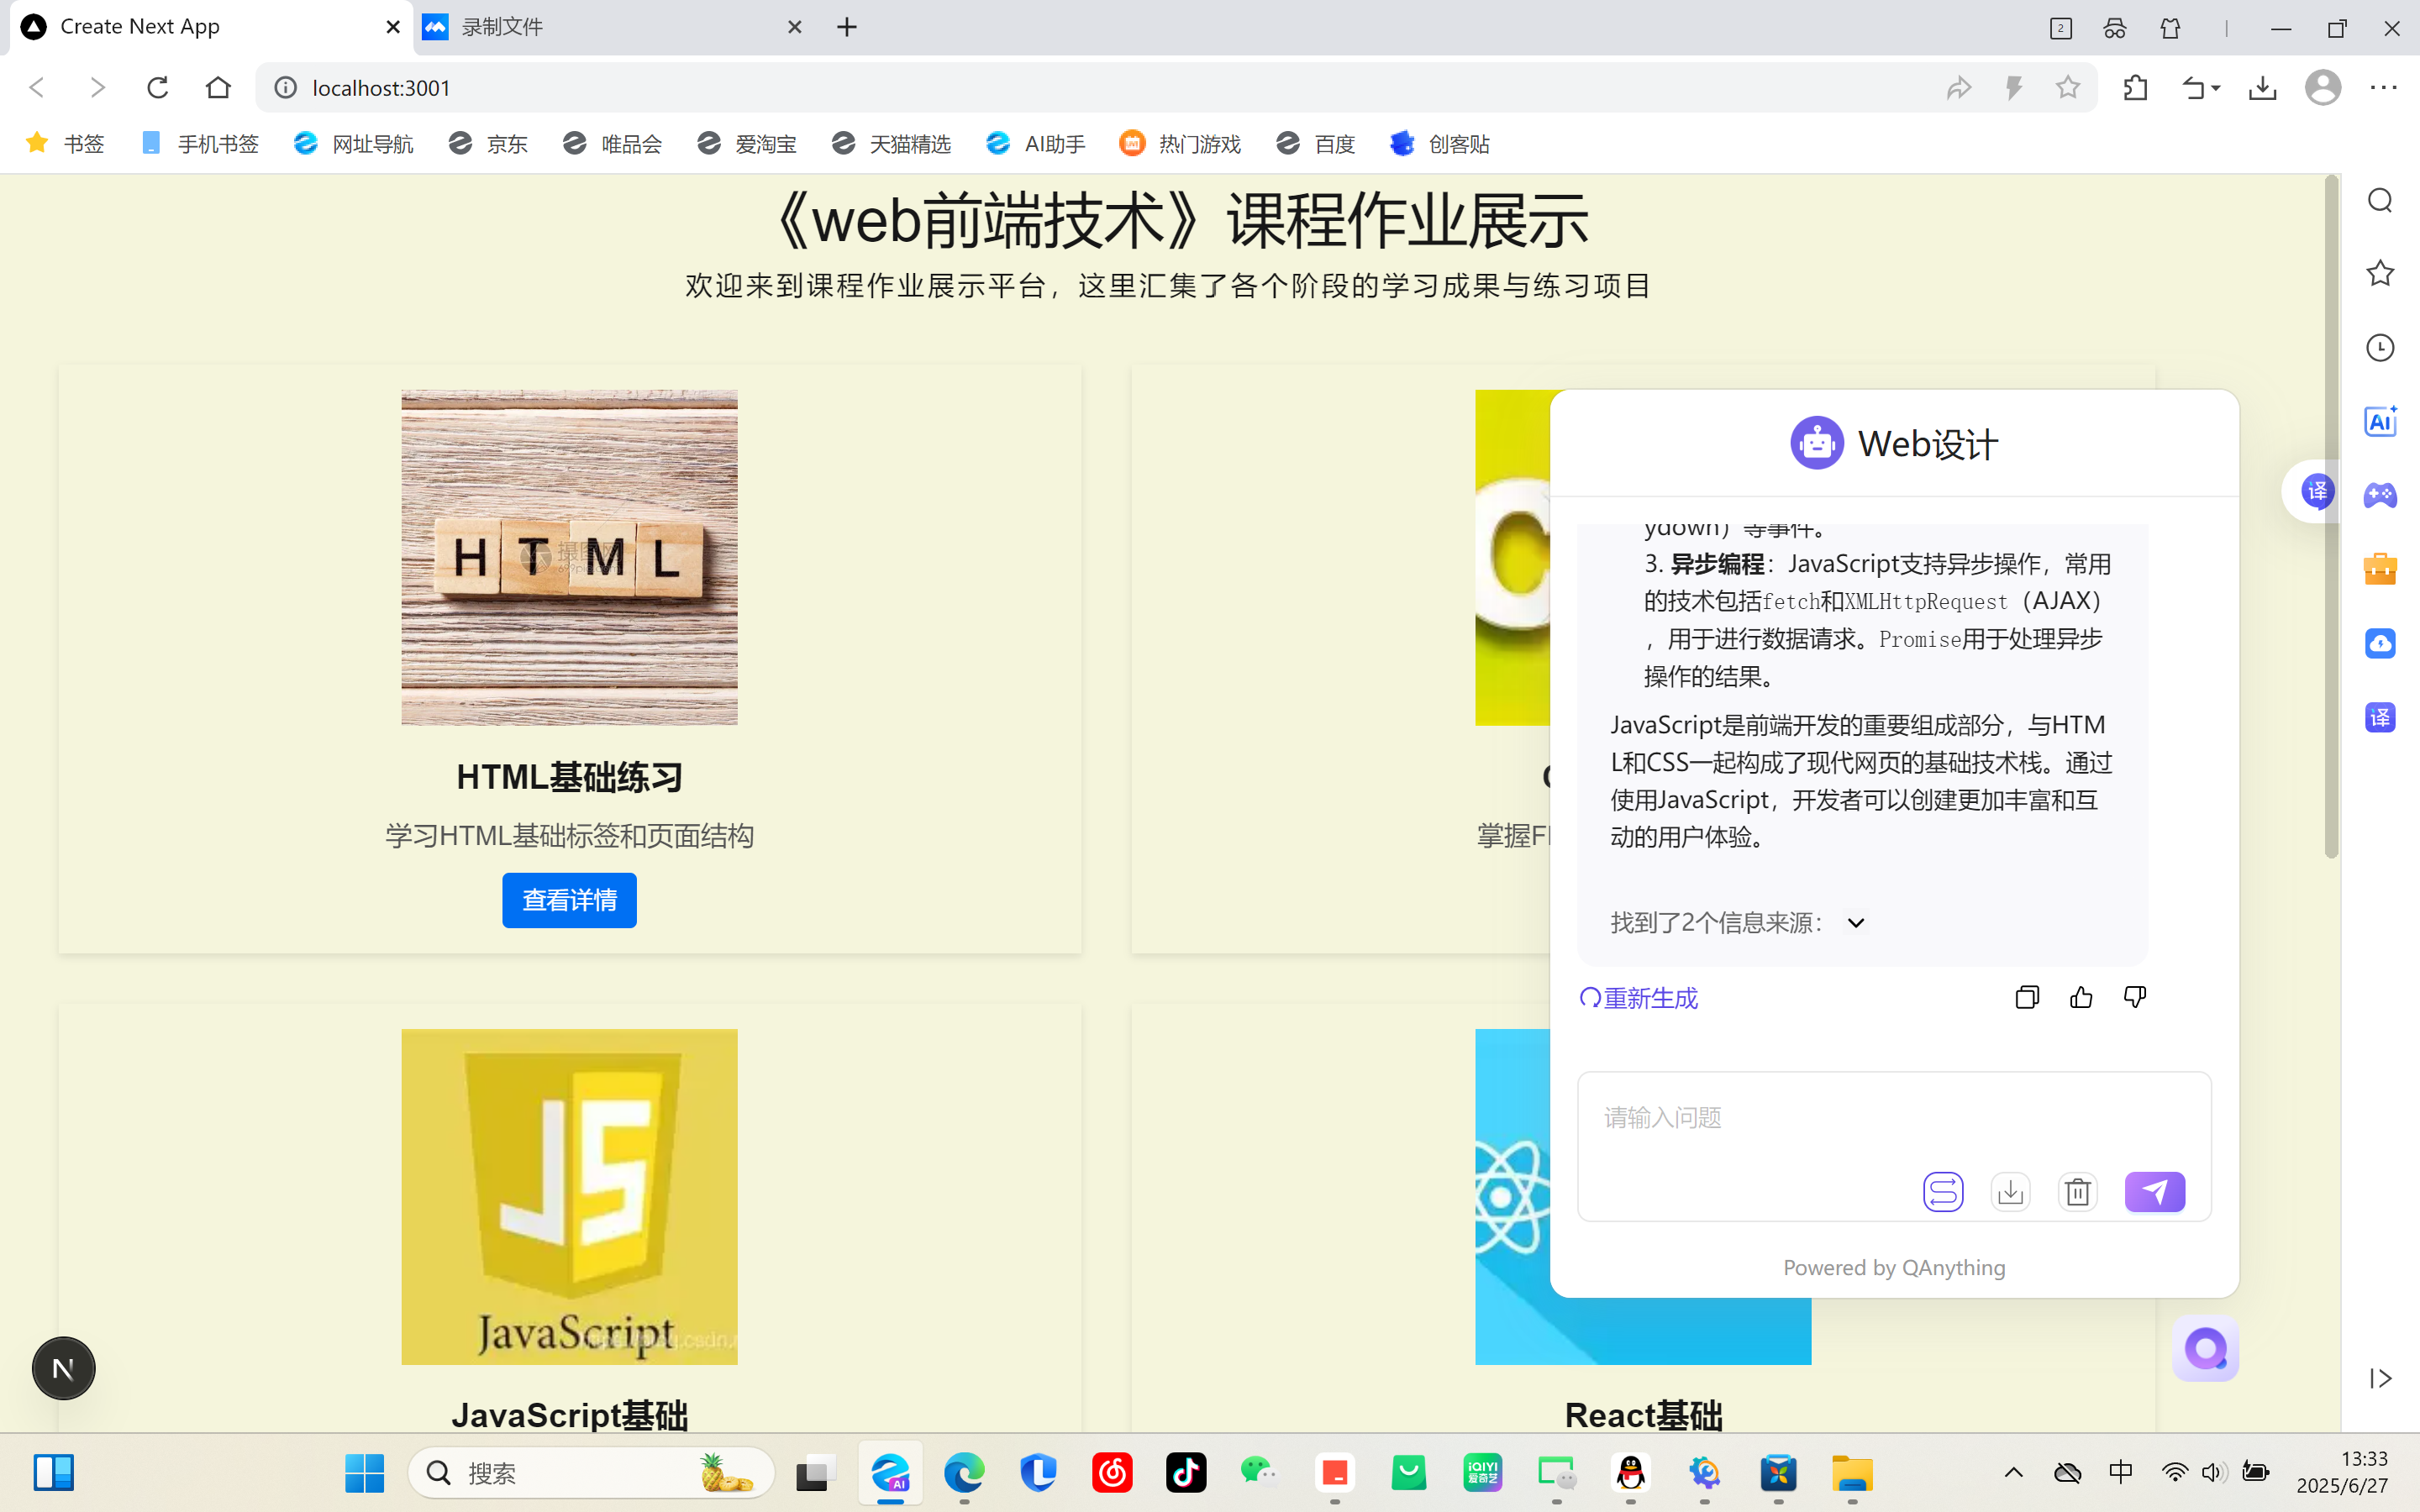 Create Next App
录制文件
2
localhost:3001
书签
手机书签
网址导航
京东
唯品会
爱淘宝
天猫精选
AI助手
热门游戏
百度
创客贴
《web前端技术》课程作业展示
欢迎来到课程作业展示平台，这里汇集了各个阶段的学习成果与练习项目
HTML
摄图网
HTML基础练习
学习HTML基础标签和页面结构
查看详情
C
掌握Fl
JS
JavaScript
JavaScript基础
React基础
Web设计
ydown）等事件。
3. 异步编程：JavaScript支持异步操作，常用
的技术包括fetch和XMLHttpRequest（AJAX）
，用于进行数据请求。Promise用于处理异步
操作的结果。
JavaScript是前端开发的重要组成部分，与HTM
L和CSS一起构成了现代网页的基础技术栈。通过
使用JavaScript，开发者可以创建更加丰富和互
动的用户体验。
找到了2个信息来源：
重新生成
请输入问题
Powered by QAnything
译
Ai
译
N
搜索
AI
iQIYI
爱奇艺
中
13:33
2025/6/27